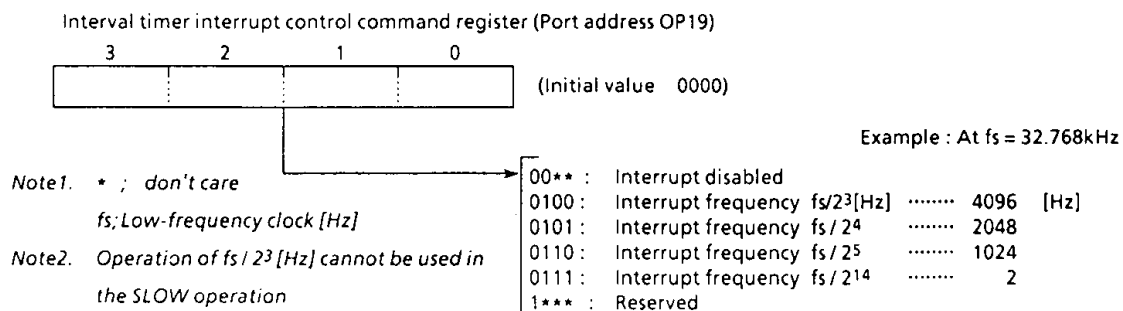 Interval timer interrupt control command register (Port address OP19)
3 2 1 0
(Initial value 0000)
Example : At fs = 32.768kHz
Note1. * ; don't care
fs; Low-frequency clock [Hz]
Note2. Operation of fs / 2³ [Hz] cannot be used in
the SLOW operation
00** : Interrupt disabled
0100 : Interrupt frequency fs/2³[Hz] ........ 4096 [Hz]
0101 : Interrupt frequency fs / 2⁴ ........ 2048
0110 : Interrupt frequency fs / 2⁵ ........ 1024
0111 : Interrupt frequency fs / 2¹⁴ ........ 2
1*** : Reserved